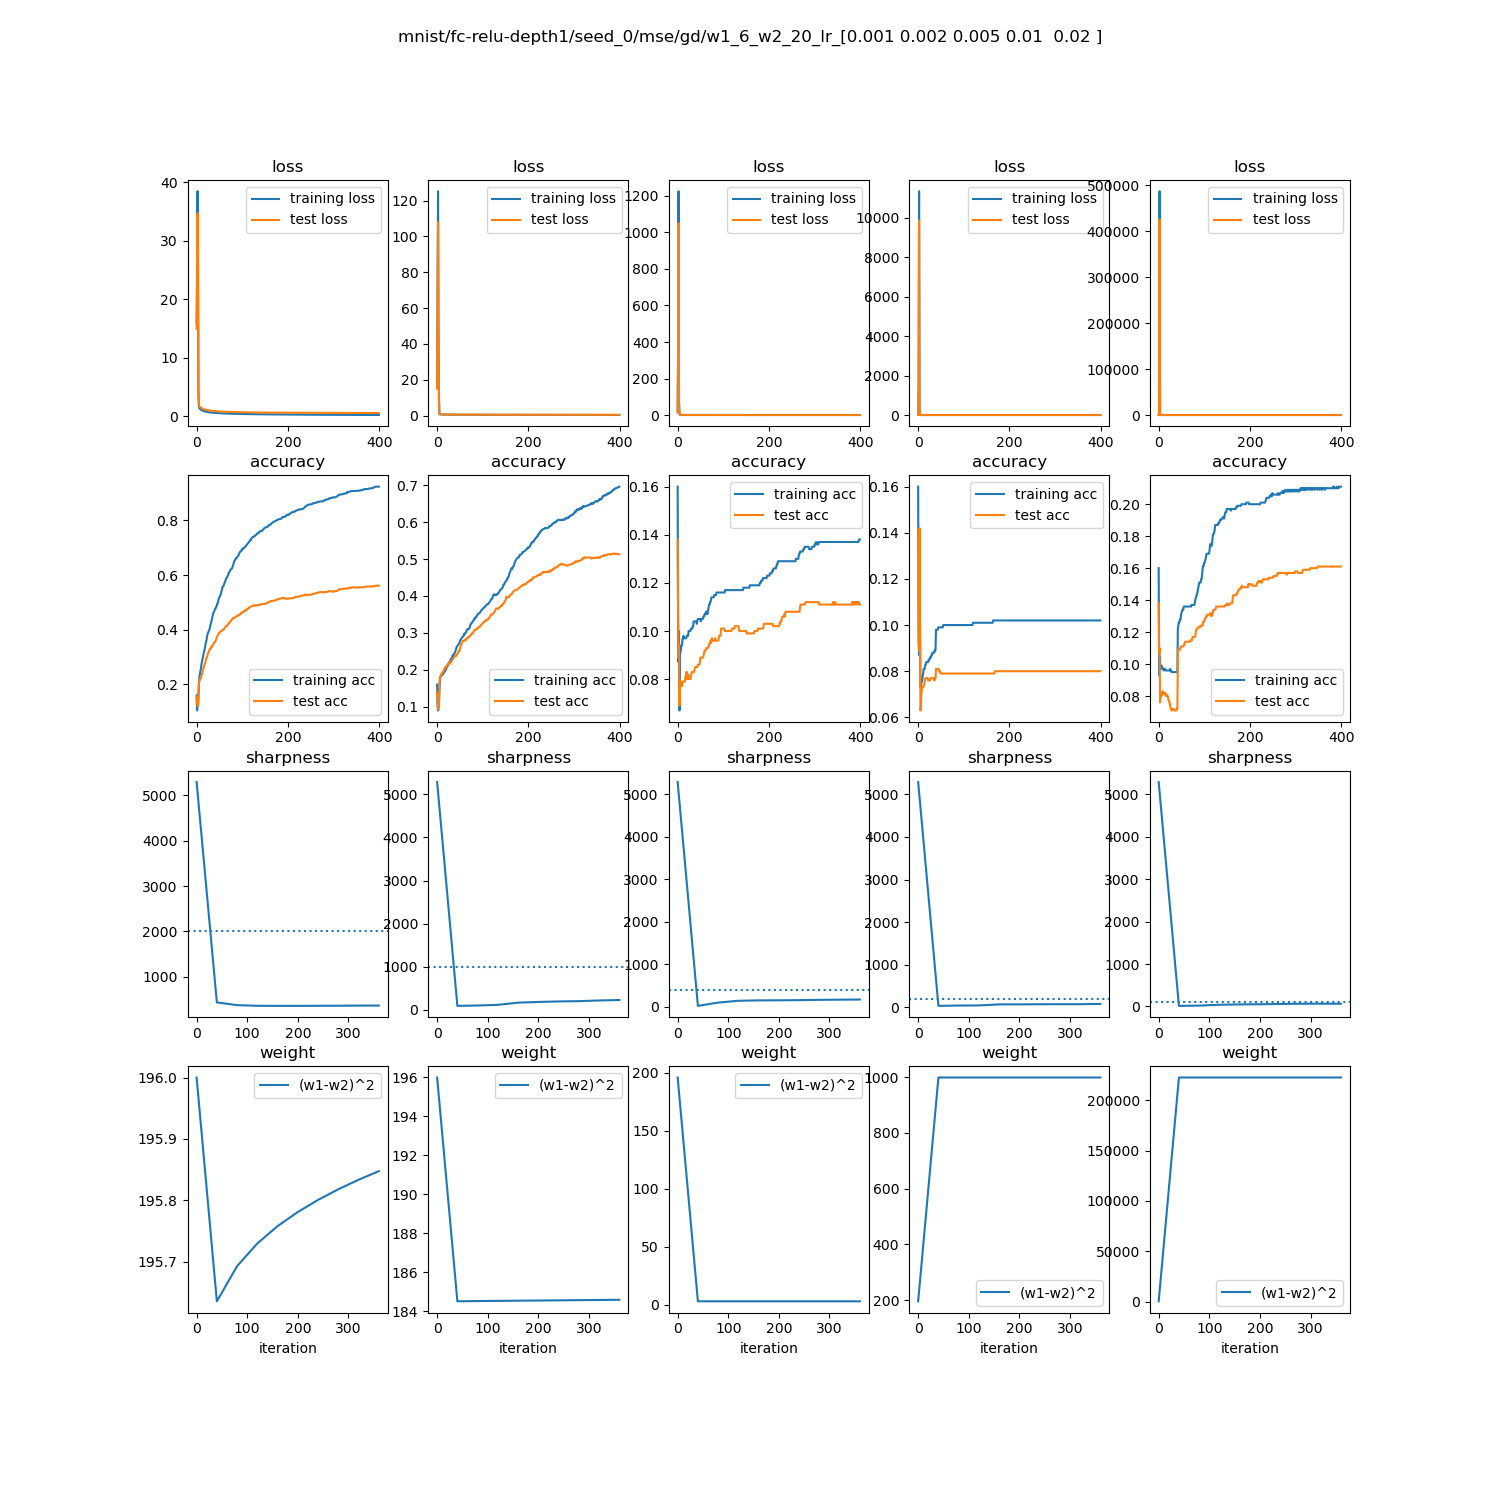 mnist/fc-relu-depth1/seed_0/mse/gd/w1_6_w2_20_lr_[0.001 0.002 0.005 0.01  0.02 ]
loss
40
30
20
10
0
training loss
test loss
0 200 400
loss
120
100
80
60
40
20
0
training loss
test loss
0 200 400
loss
1200
1000
800
600
400
200
0
training loss
test loss
0 200 400
loss
10000
8000
6000
4000
2000
0
training loss
test loss
0 200 400
loss
500000
400000
300000
200000
100000
0
training loss
test loss
0 200 400
accuracy
0.8
0.6
0.4
0.2
training acc
test acc
0 200 400
accuracy
0.7
0.6
0.5
0.4
0.3
0.2
0.1
training acc
test acc
0 200 400
accuracy
0.16
0.14
0.12
0.10
0.08
training acc
test acc
0 200 400
accuracy
0.16
0.14
0.12
0.10
0.08
0.06
training acc
test acc
0 200 400
accuracy
0.20
0.18
0.16
0.14
0.12
0.10
0.08
training acc
test acc
0 200 400
sharpness
5000
4000
3000
2000
1000
0 100 200 300
sharpness
5000
4000
3000
2000
1000
0
0 100 200 300
sharpness
5000
4000
3000
2000
1000
0
0 100 200 300
sharpness
5000
4000
3000
2000
1000
0
0 100 200 300
sharpness
5000
4000
3000
2000
1000
0
0 100 200 300
weight
196.0
195.9
195.8
195.7
(w1-w2)^2
0 100 200 300
iteration
weight
196
194
192
190
188
186
184
(w1-w2)^2
0 100 200 300
iteration
weight
200
150
100
50
0
(w1-w2)^2
0 100 200 300
iteration
weight
1000
800
600
400
200
(w1-w2)^2
0 100 200 300
iteration
weight
200000
150000
100000
50000
0
(w1-w2)^2
0 100 200 300
iteration